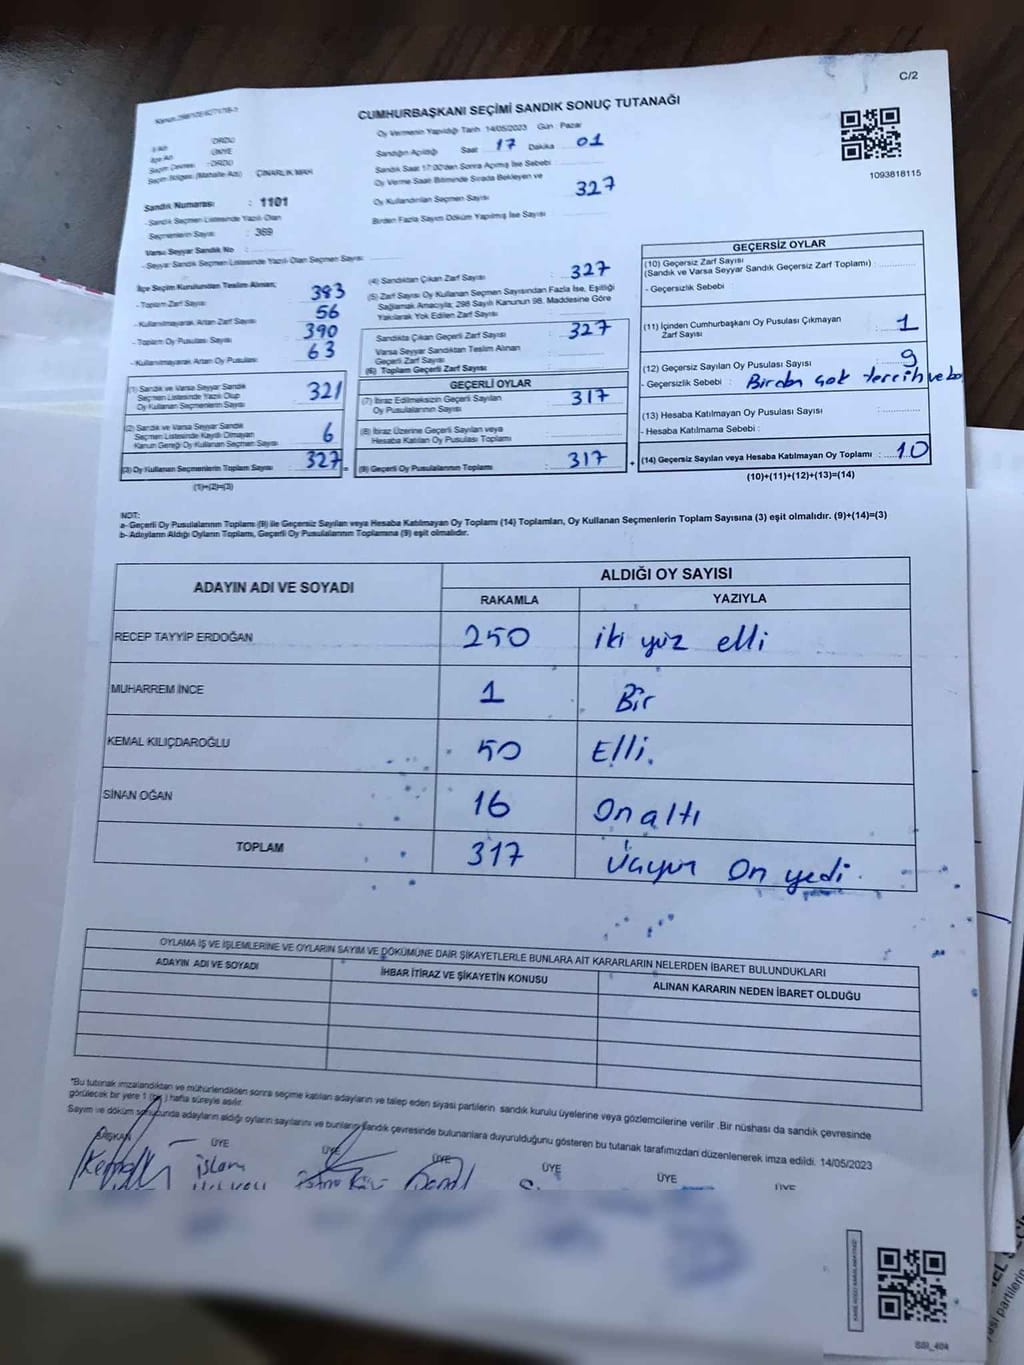 C/2
CUMHURBAŞKANI SEÇİMİ SANDIK SONUÇ TUTANAĞI
Oy Vermenin Yapıldığı Tarih 14/05/2023 Gün : Pazar
Sandığın Açıldığı Saat : 17 Dakika 01
Sandık Saat 17:00'den Sonra Açılmış İse Sebebi :
Oy Verme Saati Bitiminde Sırada Bekleyen ve
Oy Kullandırılan Seçmen Sayısı : 327
Birden Fazla Sayım Döküm Yapılmış İse Sayısı
1093818115
İl Adı : ORDU
İlçe Adı : ÜNYE
Seçim Çevresi : ORDU
Seçim Bölgesi (Mahalle Adı) : ÇINARLIK MAH
Sandık Numarası : 1101
- Sandık Seçmen Listesinde Yazılı Olan
Seçmenlerin Sayısı : 369
Varsa Seyyar Sandık No :
- Seyyar Sandık Seçmen Listesinde Yazılı Olan Seçmen Sayısı :
İlçe Seçim Kurulundan Teslim Alınan;
- Toplam Zarf Sayısı : 383
- Kullanılmayarak Artan Zarf Sayısı : 56
- Toplam Oy Pusulası Sayısı : 390
- Kullanılmayarak Artan Oy Pusulası : 63
(1) Sandık ve Varsa Seyyar Sandık
Seçmen Listesinde Yazılı Olup
Oy Kullanan Seçmenlerin Sayısı : 321
(2) Sandık ve Varsa Seyyar Sandık
Seçmen Listesinde Kaydı Olmayan
Kanun Gereği Oy Kullanan Seçmen Sayısı : 6
(3) Oy Kullanan Seçmenlerin Toplam Sayısı : 327 =
(1)+(2)=(3)
(4) Sandıktan Çıkan Zarf Sayısı : 327
(5) Zarf Sayısı Oy Kullanan Seçmen Sayısından Fazla İse, Eşitliği
Sağlamak Amacıyla; 298 Sayılı Kanunun 98. Maddesine Göre
Yakılarak Yok Edilen Zarf Sayısı :
Sandıkta Çıkan Geçerli Zarf Sayısı : 327
Varsa Seyyar Sandıktan Teslim Alınan
Geçerli Zarf Sayısı :
(6) Toplam Geçerli Zarf Sayısı :
GEÇERLİ OYLAR
(7) İtiraz Edilmeksizin Geçerli Sayılan
Oy Pusulalarının Sayısı : 317
(8) İtiraz Üzerine Geçerli Sayılan veya
Hesaba Katılan Oy Pusulası Toplamı :
(9) Geçerli Oy Pusulalarının Toplamı : 317 +
GEÇERSİZ OYLAR
(10) Geçersiz Zarf Sayısı
(Sandık ve Varsa Seyyar Sandık Geçersiz Zarf Toplamı) :
- Geçersizlik Sebebi :
(11) İçinden Cumhurbaşkanı Oy Pusulası Çıkmayan
Zarf Sayısı : 1
(12) Geçersiz Sayılan Oy Pusulası Sayısı : 9
- Geçersizlik Sebebi : Birden çok tercih
(13) Hesaba Katılmayan Oy Pusulası Sayısı :
- Hesaba Katılmama Sebebi :
(14) Geçersiz Sayılan veya Hesaba Katılmayan Oy Toplamı : 10
(10)+(11)+(12)+(13)=(14)
NOT:
a- Geçerli Oy Pusulalarının Toplamı (9) ile Geçersiz Sayılan veya Hesaba Katılmayan Oy Toplamı (14) Toplamları, Oy Kullanan Seçmenlerin Toplam Sayısına (3) eşit olmalıdır. (9)+(14)=(3)
b- Adayların Aldığı Oyların Toplamı, Geçerli Oy Pusulalarının Toplamına (9) eşit olmalıdır.
ADAYIN ADI VE SOYADI
ALDIĞI OY SAYISI
RAKAMLA YAZIYLA
RECEP TAYYİP ERDOĞAN 250 iki yüz elli
MUHARREM İNCE 1 Bir
KEMAL KILIÇDAROĞLU 50 Elli.
SİNAN OĞAN 16 On altı
TOPLAM 317 üçyüz On yedi.
OYLAMA İŞ VE İŞLEMLERİNE VE OYLARIN SAYIM VE DÖKÜMÜNE DAİR ŞİKAYETLERLE BUNLARA AİT KARARLARIN NELERDEN İBARET BULUNDUKLARI
ADAYIN ADI VE SOYADI İHBAR İTİRAZ VE ŞİKAYETİN KONUSU ALINAN KARARIN NEDEN İBARET OLDUĞU
*Bu tutanak imzalandıktan ve mühürlendikten sonra seçime katılan adayların ve talep eden siyasi partilerin sandık kurulu üyelerine veya gözlemcilerine verilir. Bir nüshası da sandık çevresinde
görülecek bir yere 1 (bir) hafta süreyle asılır.
Sayım ve döküm sonucunda adayların aldığı oyların sayılarını ve bunların sandık çevresinde bulunanlara duyurulduğunu gösteren bu tutanak tarafımızdan düzenlenerek imza edildi. 14/05/2023
BAŞKAN ÜYE ÜYE ÜYE ÜYE ÜYE ÜYE
islam
SSI_404